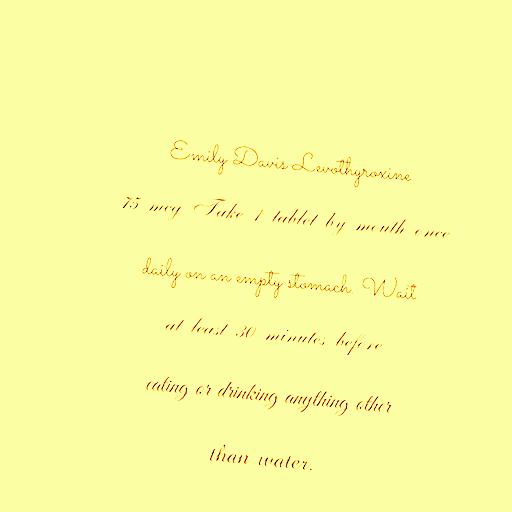 Emily Davis Levothyroxine
75 mcg Take 1 tablet by mouth once
daily on an empty stomach. Wait
at least 30 minutes before
eating or drinking anything other
than water.